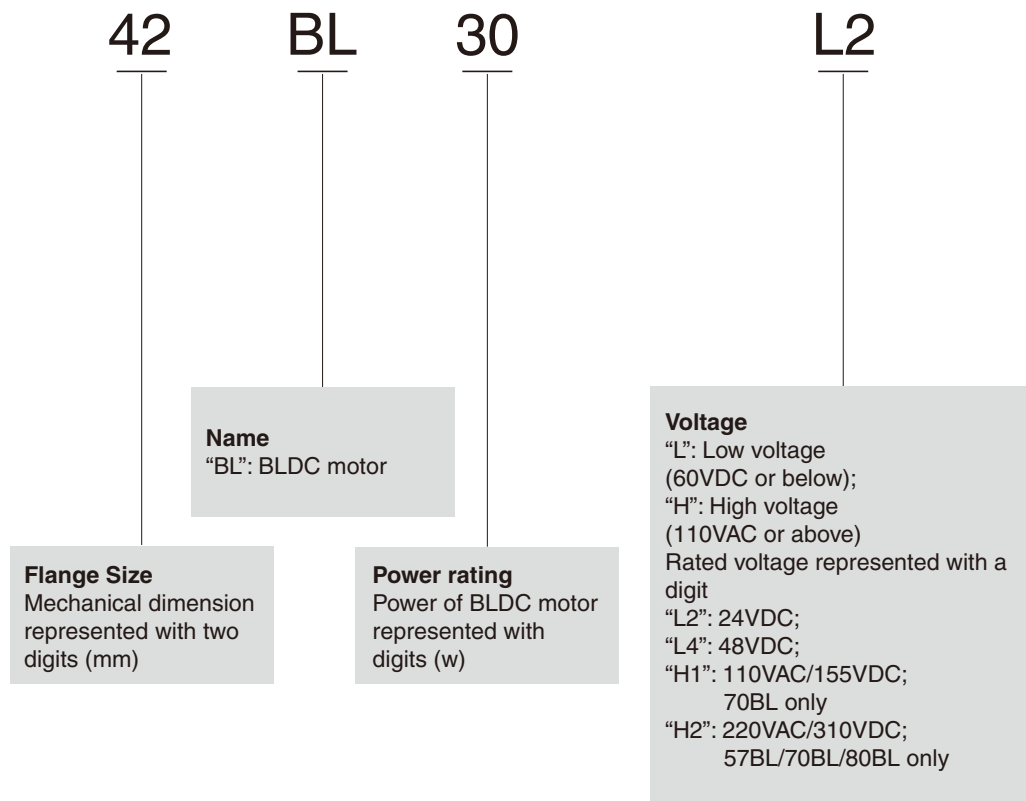 42 BL 30 L2
Name
“BL”: BLDC motor
Flange Size
Mechanical dimension
represented with two
digits (mm)
Power rating
Power of BLDC motor
represented with
digits (w)
Voltage
“L”: Low voltage
(60VDC or below);
“H”: High voltage
(110VAC or above)
Rated voltage represented with a
digit
“L2”: 24VDC;
“L4”: 48VDC;
“H1”: 110VAC/155VDC;
70BL only
“H2”: 220VAC/310VDC;
57BL/70BL/80BL only